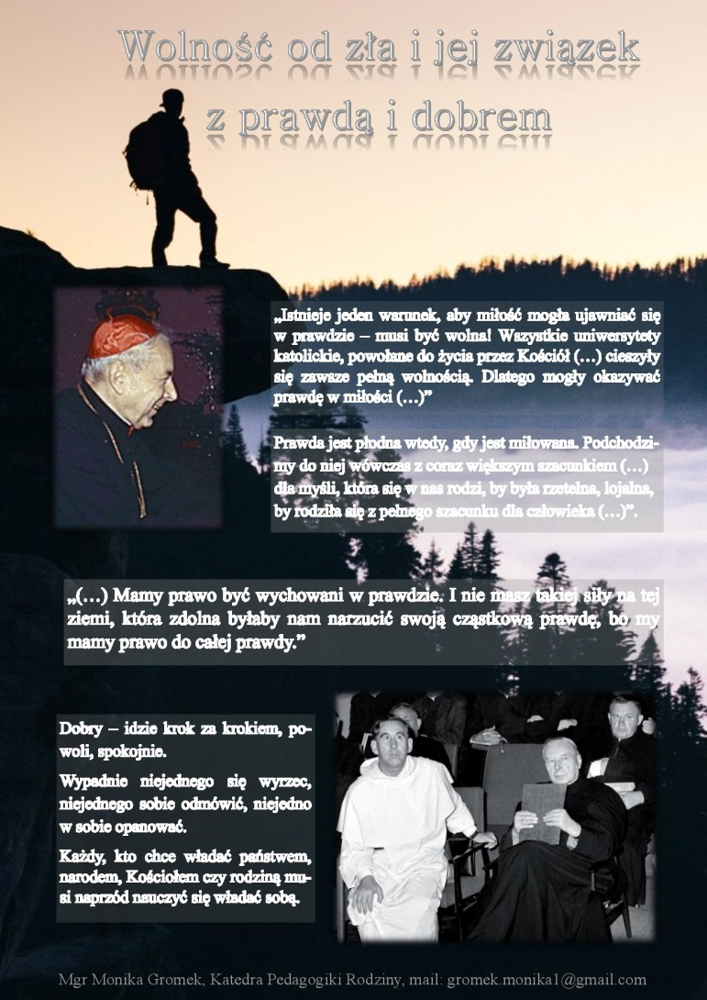 Wolność od zła i jej związek
z prawdą i dobrem
„Istnieje jeden warunek, aby miłość mogła ujawniać się
w prawdzie – musi być wolna! Wszystkie uniwersytety
katolickie, powołane do życia przez Kościół (…) cieszyły
się zawsze pełną wolnością. Dlatego mogły okazywać
prawdę w miłości (…)”
Prawda jest płodna wtedy, gdy jest miłowana. Podchodzi-
my do niej wówczas z coraz większym szacunkiem (…)
dla myśli, która się w nas rodzi, by była rzetelna, lojalna,
by rodziła się z pełnego szacunku dla człowieka (…)”.
„(…) Mamy prawo być wychowani w prawdzie. I nie masz takiej siły na tej
ziemi, która zdolna byłaby nam narzucić swoją cząstkową prawdę, bo my
mamy prawo do całej prawdy.”
Dobry – idzie krok za krokiem, po-
woli, spokojnie.
Wypadnie niejednego się wyrzec,
niejednego sobie odmówić, niejedno
w sobie opanować.
Każdy, kto chce władać państwem,
narodem, Kościołem czy rodziną mu-
si naprzód nauczyć się władać sobą.
Mgr Monika Gromek, Katedra Pedagogiki Rodziny, mail: gromek.monika1@gmail.com